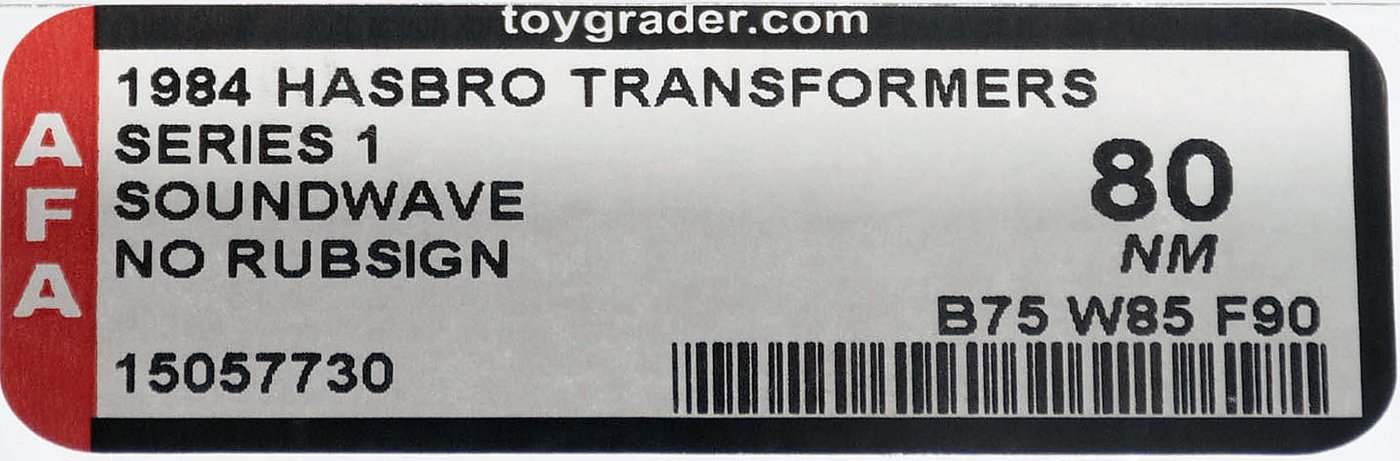 toygrader.com
AFA
1984 HASBRO TRANSFORMERS
SERIES 1
SOUNDWAVE
NO RUBSIGN
80
NM
B75 W85 F90
15057730